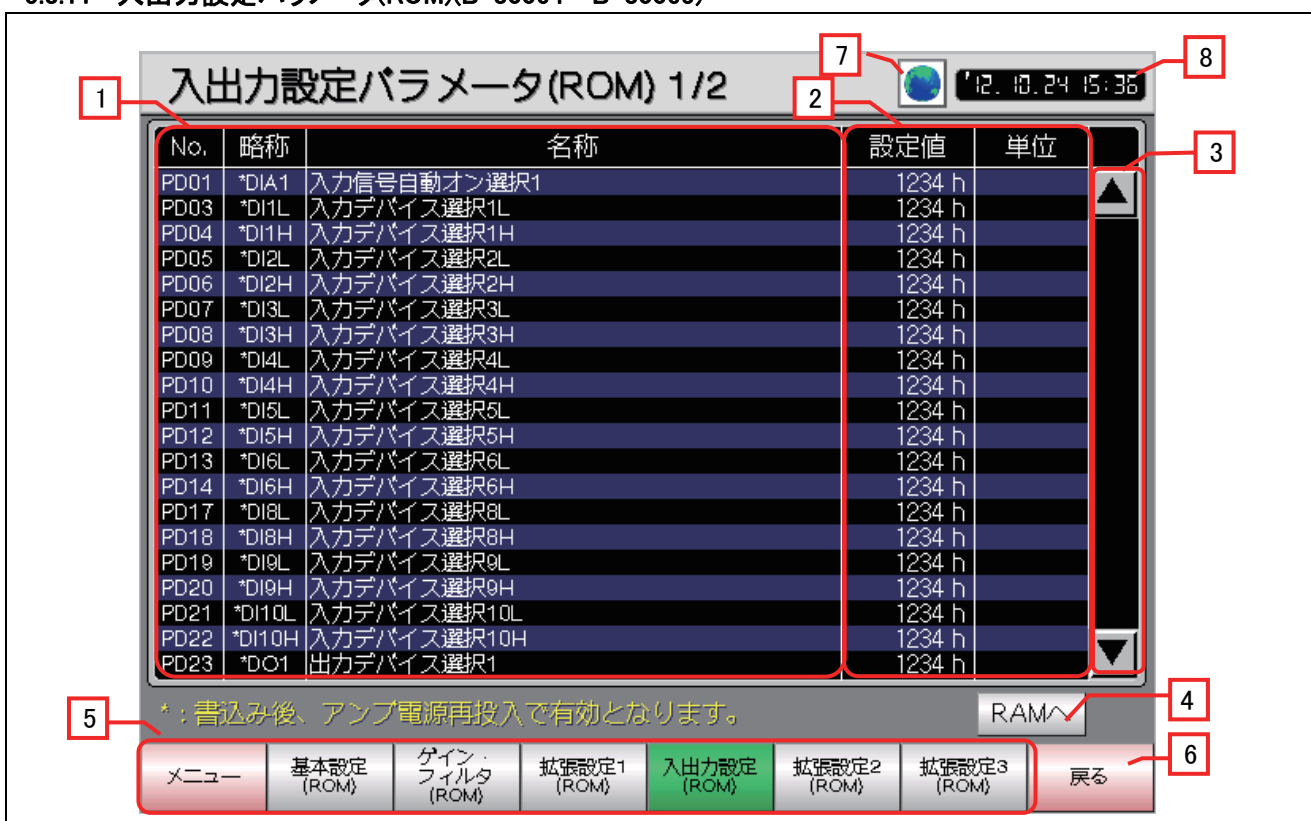 入出力設定パラメータ(ROM) 1/2
'12. 10. 24 15:36
1
2
7
8
3
No. 略称 名称 設定値 単位
PD01 *DIA1 入力信号自動オン選択1 1234 h
PD03 *DI1L 入力デバイス選択1L 1234 h
PD04 *DI1H 入力デバイス選択1H 1234 h
PD05 *DI2L 入力デバイス選択2L 1234 h
PD06 *DI2H 入力デバイス選択2H 1234 h
PD07 *DI3L 入力デバイス選択3L 1234 h
PD08 *DI3H 入力デバイス選択3H 1234 h
PD09 *DI4L 入力デバイス選択4L 1234 h
PD10 *DI4H 入力デバイス選択4H 1234 h
PD11 *DI5L 入力デバイス選択5L 1234 h
PD12 *DI5H 入力デバイス選択5H 1234 h
PD13 *DI6L 入力デバイス選択6L 1234 h
PD14 *DI6H 入力デバイス選択6H 1234 h
PD17 *DI8L 入力デバイス選択8L 1234 h
PD18 *DI8H 入力デバイス選択8H 1234 h
PD19 *DI9L 入力デバイス選択9L 1234 h
PD20 *DI9H 入力デバイス選択9H 1234 h
PD21 *DI10L 入力デバイス選択10L 1234 h
PD22 *DI10H 入力デバイス選択10H 1234 h
PD23 *DO1 出力デバイス選択1 1234 h
*:書込み後、アンプ電源再投入で有効となります。
RAMへ
4
5
6
メニュー
基本設定
(ROM)
ゲイン・
フィルタ
(ROM)
拡張設定1
(ROM)
入出力設定
(ROM)
拡張設定2
(ROM)
拡張設定3
(ROM)
戻る